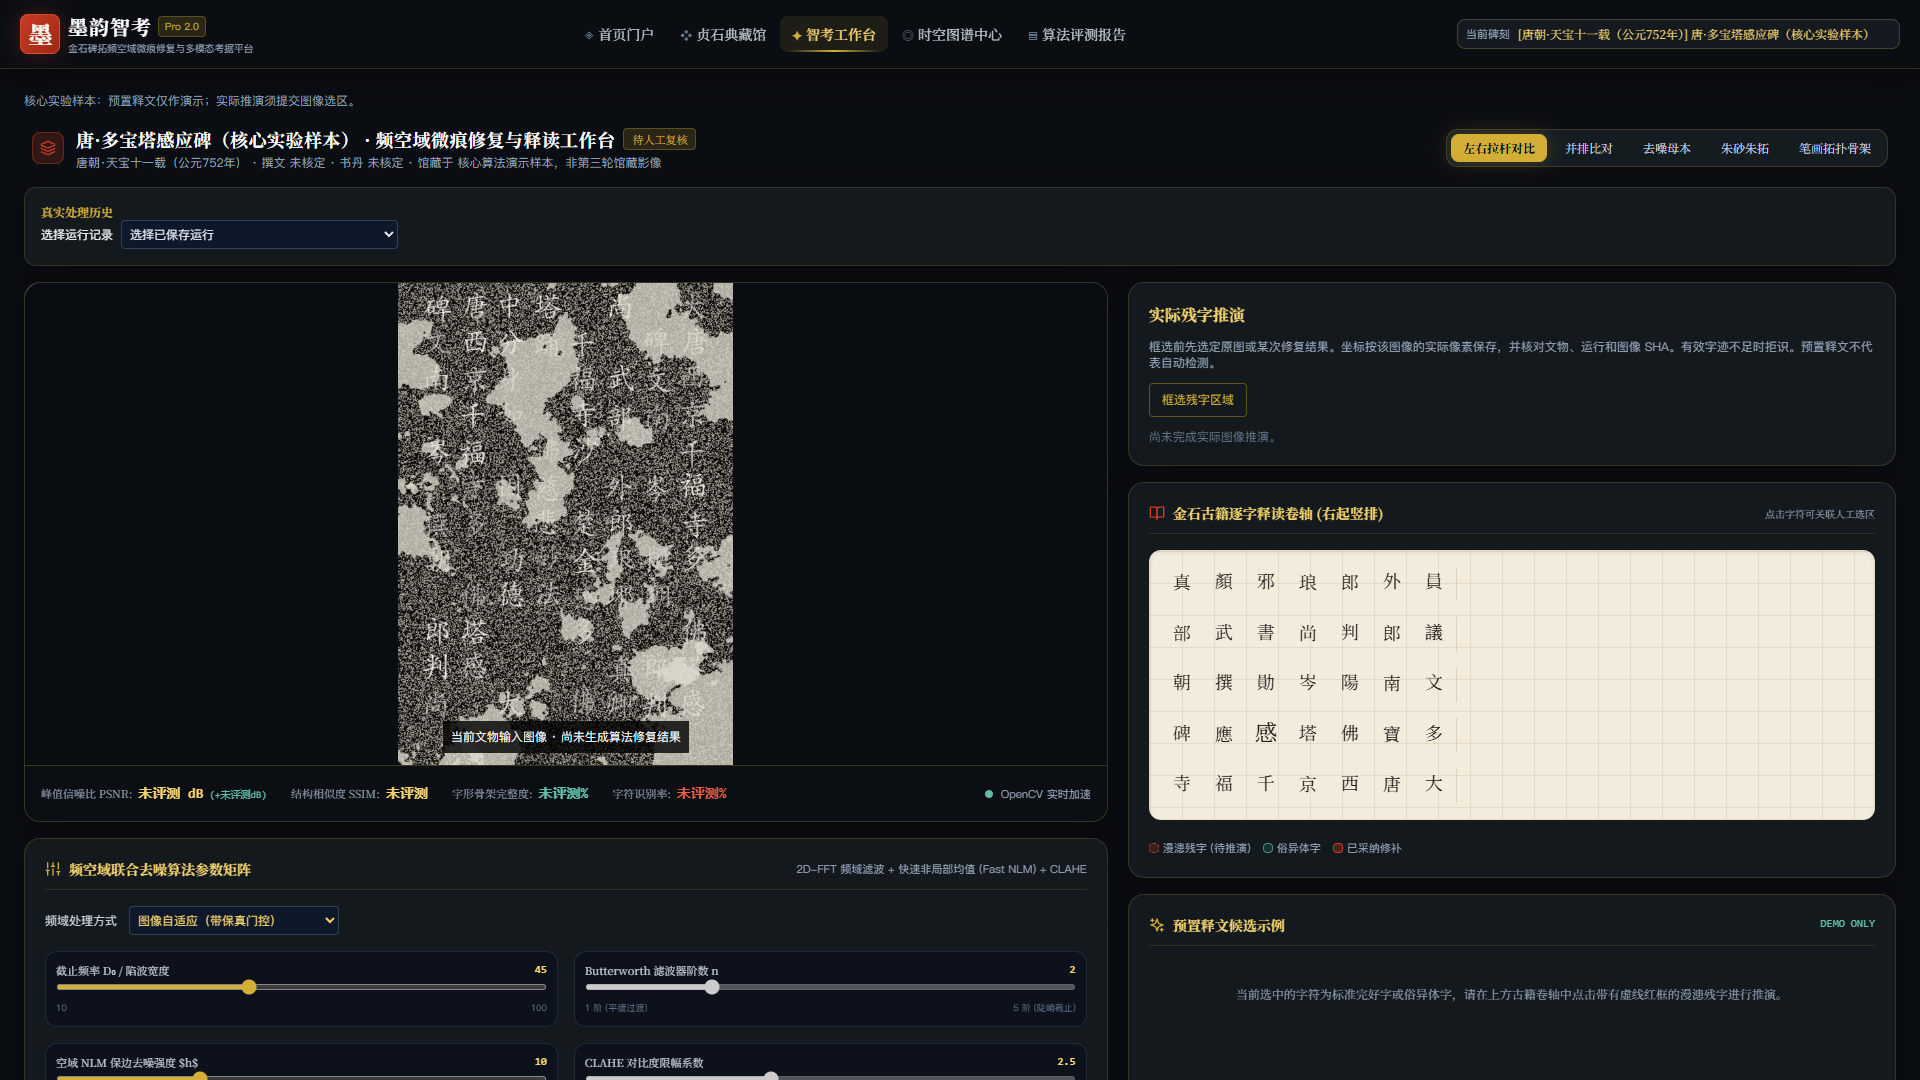 墨 墨韵智考 Pro 2.0
金石碑拓频空域微痕修复与多模态考据平台
首页门户 贞石典藏馆 智考工作台 时空图谱中心 算法评测报告
当前碑刻 [唐朝·天宝十一载（公元752年）] 唐·多宝塔感应碑（核心实验样本）
核心实验样本：预置释文仅作演示；实际推演须提交图像选区。
唐·多宝塔感应碑（核心实验样本） · 频空域微痕修复与释读工作台 待人工复核
唐朝·天宝十一载（公元752年） · 撰文 未核定 · 书丹 未核定 · 馆藏于 核心算法演示样本，非第三轮馆藏影像
左右拉杆对比 并排比对 去噪母本 朱砂朱拓 笔画拓扑骨架
真实处理历史
选择运行记录 选择已保存运行
当前文物输入图像 · 尚未生成算法修复结果
峰值信噪比 PSNR: 未评测 dB (+未评测dB) 结构相似度 SSIM: 未评测 字形骨架完整度: 未评测% 字符识别率: 未评测% OpenCV 实时加速
频空域联合去噪算法参数矩阵 2D-FFT 频域滤波 + 快速非局部均值 (Fast NLM) + CLAHE
频域处理方式 图像自适应（带保真门控）
截止频率 D₀ / 陷波宽度 45
10 100
Butterworth 滤波器阶数 n 2
1 阶 (平缓过渡) 5 阶 (陡峭截止)
空域 NLM 保边去噪强度 $h$ 10
CLAHE 对比度限幅系数 2.5
实际残字推演
框选前先选定原图或某次修复结果。坐标按该图像的实际像素保存，并核对文物、运行和图像 SHA。有效字迹不足时拒识。预置释文不代
表自动检测。
框选残字区域
尚未完成实际图像推演。
金石古籍逐字释读卷轴 (右起竖排) 点击字符可关联人工选区
真 顏 邪 琅 郎 外 員
部 武 書 尚 判 郎 議
朝 撰 勛 岑 陽 南 文
碑 應 感 塔 佛 寶 多
寺 福 千 京 西 唐 大
漫漶残字 (待推演) 俗异体字 已采纳修补
预置释文候选示例 DEMO ONLY
当前选中的字符为标准完好字或俗异体字，请在上方古籍卷轴中点击带有虚线红框的漫漶残字进行推演。